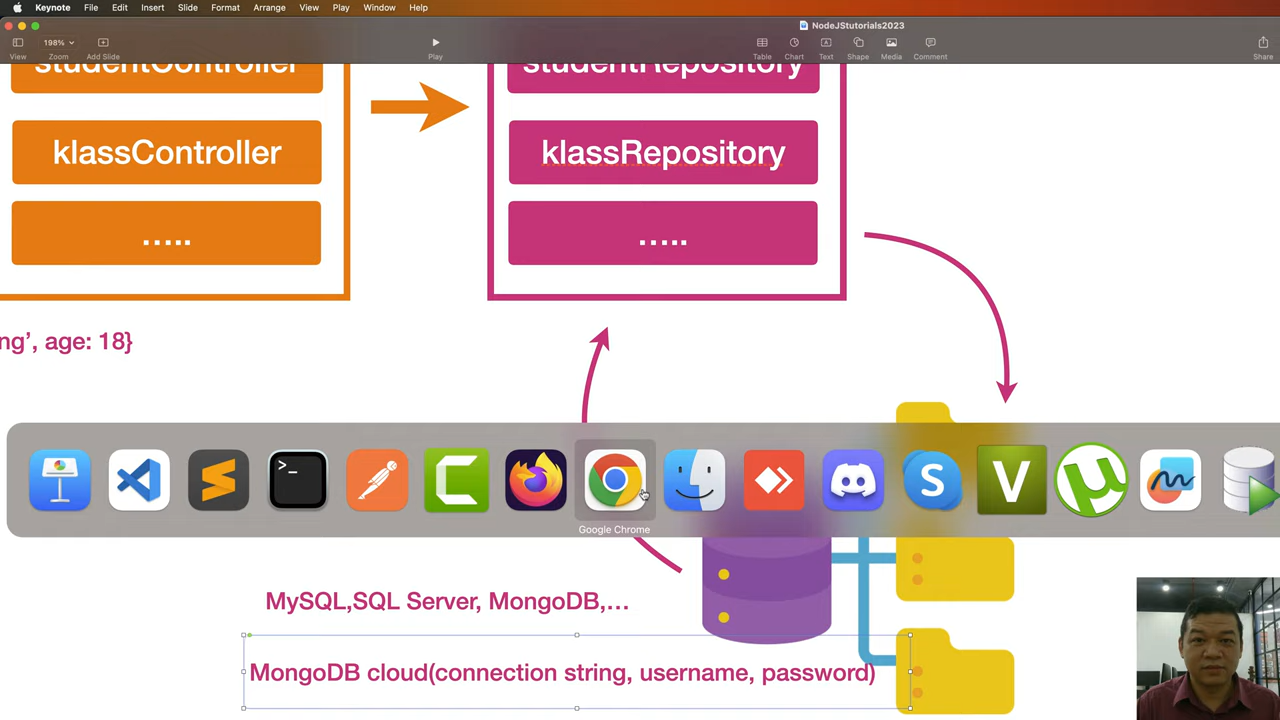 Keynote File Edit Insert Slide Format Arrange View Play Window Help
NodeJStutorials2023
198%
View Zoom Add Slide Play Table Chart Text Shape Media Comment Share
studentController
studentRepository
klassController
klassRepository
…..
…..
ng’, age: 18}
>_
Google Chrome
MySQL,SQL Server, MongoDB,…
MongoDB cloud(connection string, username, password)